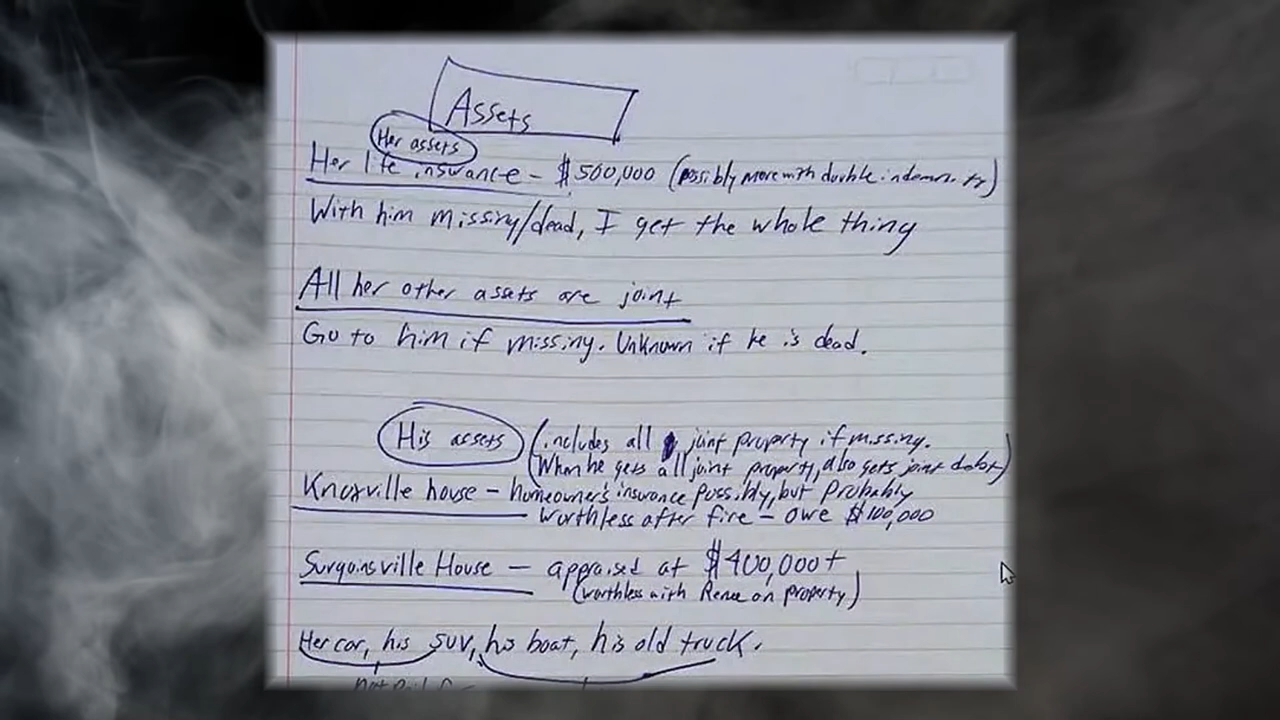 Assets
Her assets
Her life insurance - $500,000 (possibly more with double indemnity)
With him missing/dead, I get the whole thing
All her other assets are joint
Go to him if missing. Unknown if he is dead.
His assets (includes all joint property if missing.
(When he gets all joint property, also gets joint debt)
Knoxville house - homeowner's insurance possibly, but probably
worthless after fire - owe $100,000
Surgoinsville House - appraised at $400,000+
(worthless with Renee on property)
Her car, his SUV, his boat, his old truck.